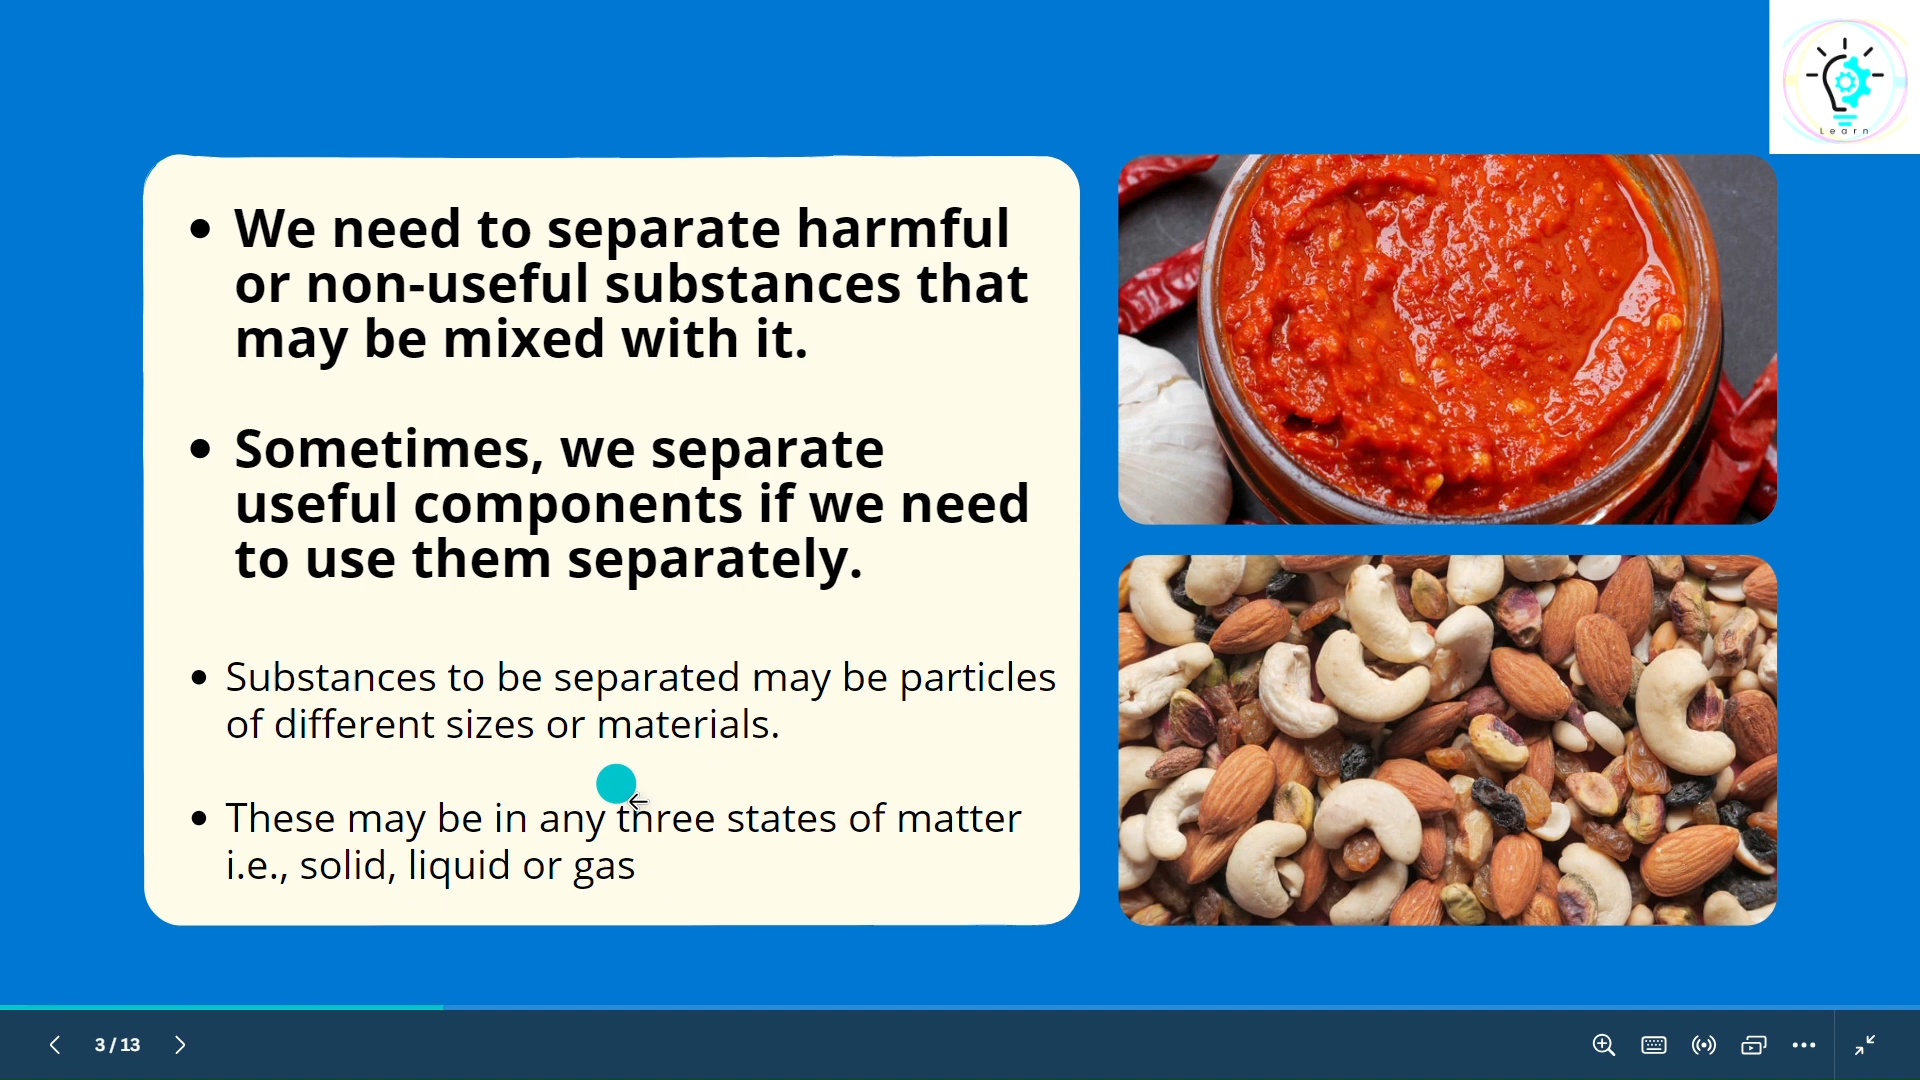 Learn
• We need to separate harmful
or non-useful substances that
may be mixed with it.
• Sometimes, we separate
useful components if we need
to use them separately.
• Substances to be separated may be particles
of different sizes or materials.
• These may be in any three states of matter
i.e., solid, liquid or gas
3 / 13